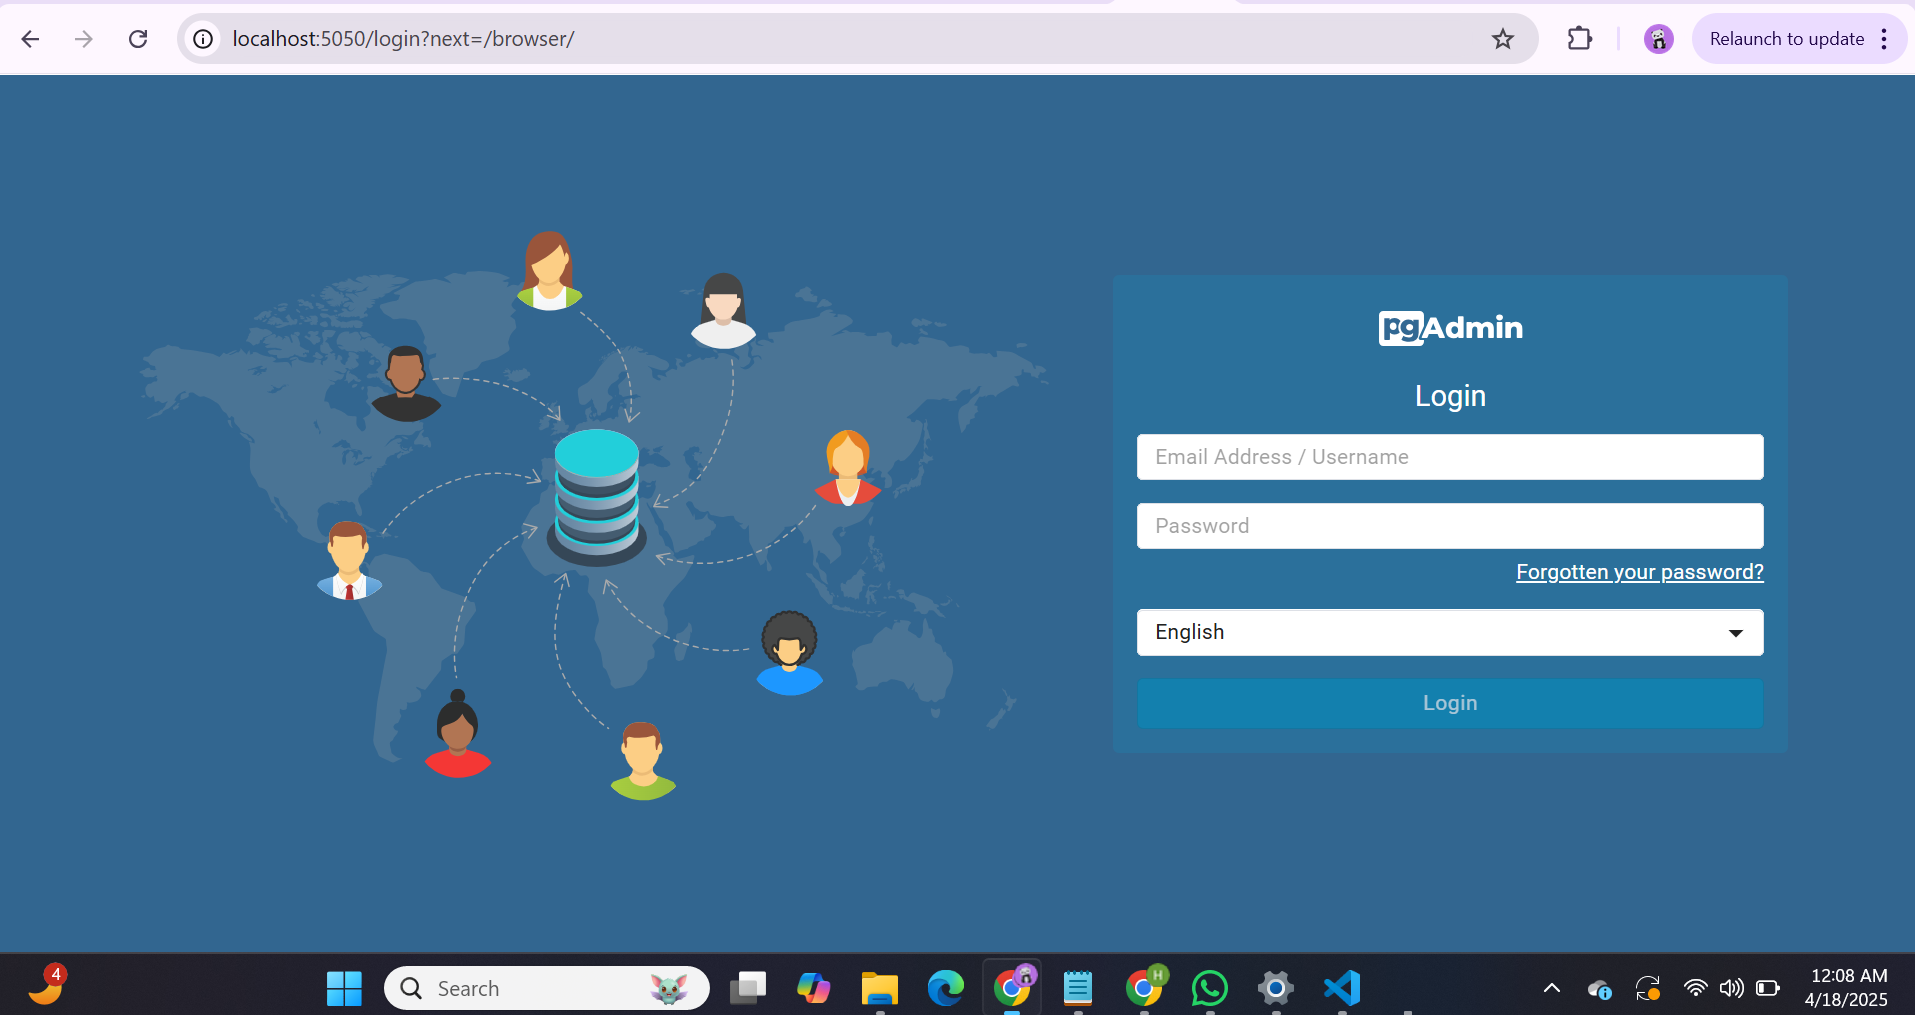 localhost:5050/login?next=/browser/
Relaunch to update
pgAdmin
Login
Email Address / Username
Password
Forgotten your password?
English
Login
4
Search
H
12:08 AM
4/18/2025